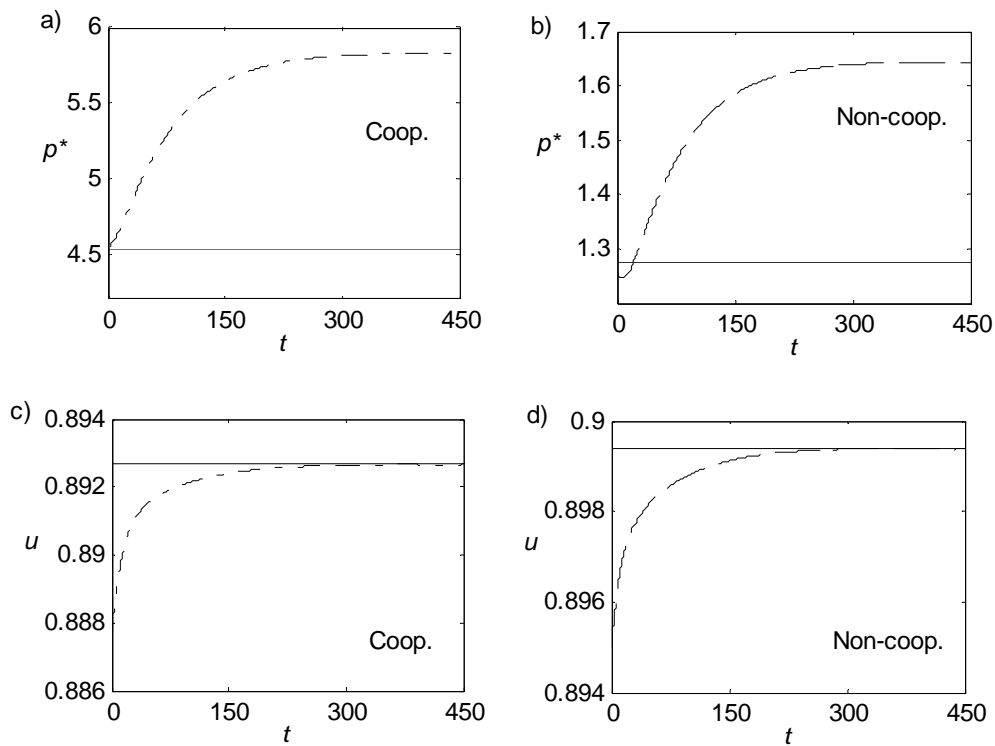 a)
6
5.5
5
4.5
p*
Coop.
0
150
300
450
t
b)
1.7
1.6
1.5
1.4
1.3
p*
Non-coop.
0
150
300
450
t
c)
0.894
0.892
0.89
0.888
0.886
u
Coop.
0
150
300
450
t
d)
0.9
0.898
0.896
0.894
u
Non-coop.
0
150
300
450
t